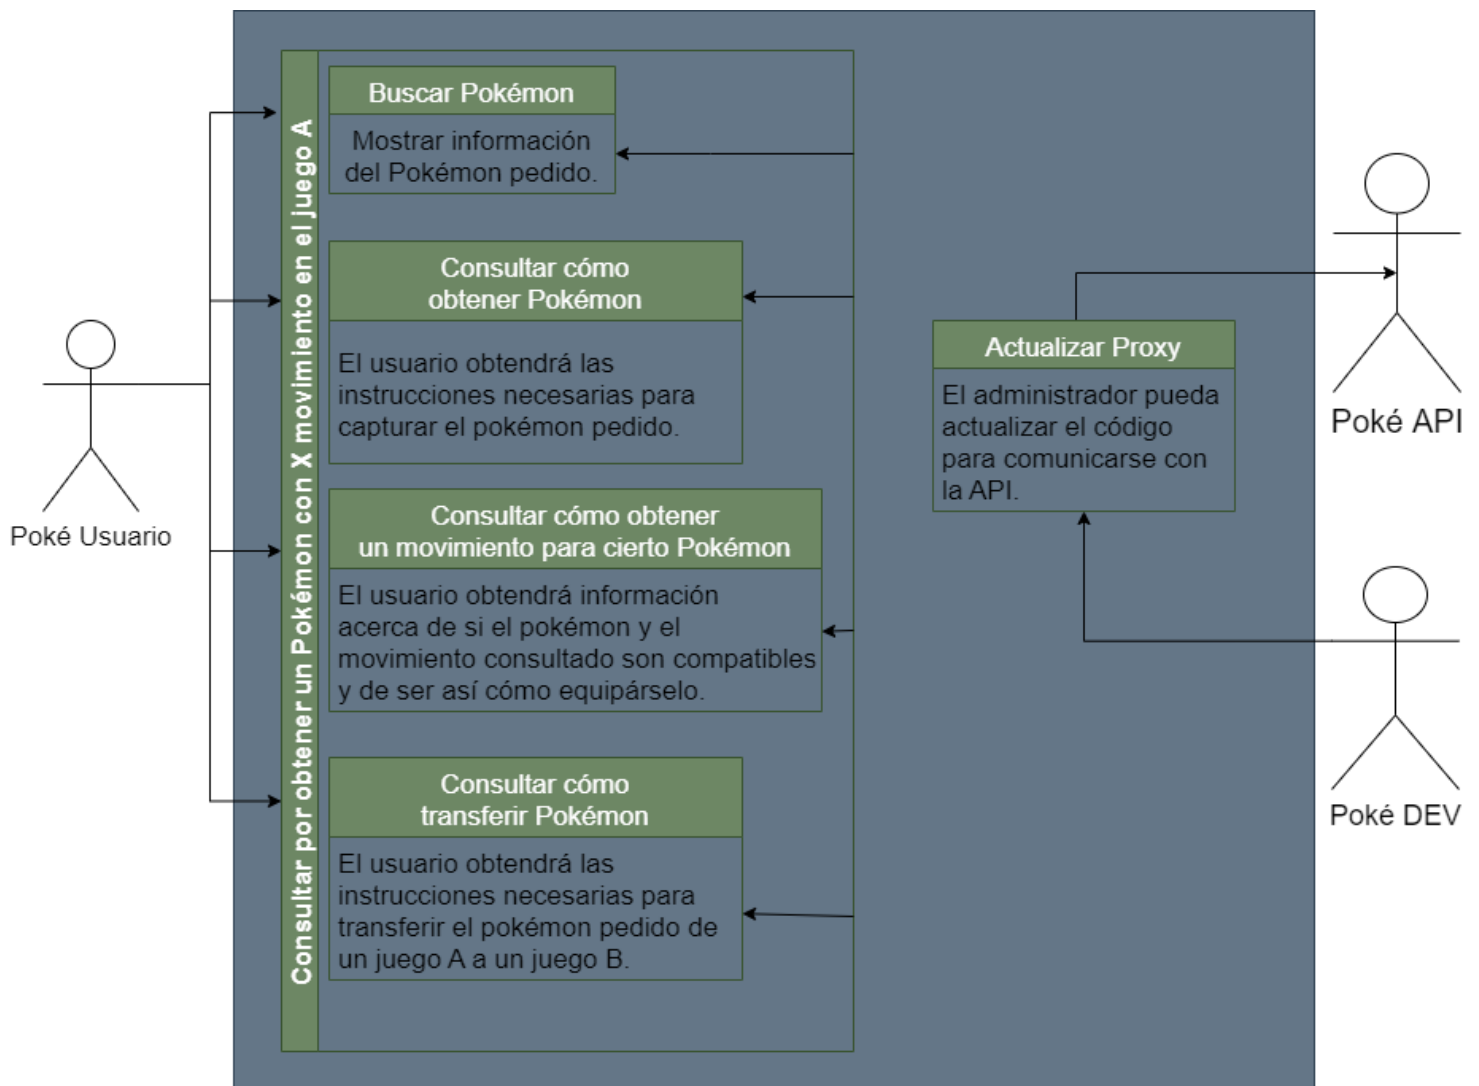 Poké Usuario
Consultar por obtener un Pokémon con X movimiento en el juego A
Buscar Pokémon
Mostrar información
del Pokémon pedido.
Consultar cómo
obtener Pokémon
El usuario obtendrá las
instrucciones necesarias para
capturar el pokémon pedido.
Consultar cómo obtener
un movimiento para cierto Pokémon
El usuario obtendrá información
acerca de si el pokémon y el
movimiento consultado son compatibles
y de ser así cómo equipárselo.
Consultar cómo
transferir Pokémon
El usuario obtendrá las
instrucciones necesarias para
transferir el pokémon pedido de
un juego A a un juego B.
Actualizar Proxy
El administrador pueda
actualizar el código
para comunicarse con
la API.
Poké API
Poké DEV